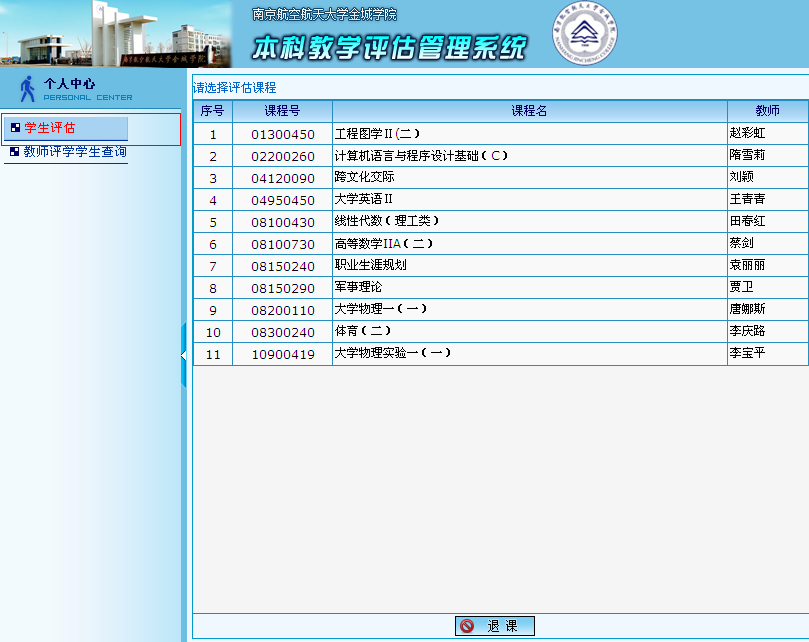 南京航空航天大学金城学院
本科教学评估管理系统
个人中心
PERSONAL CENTER
学生评估
教师评学学生查询
请选择评估课程
序号 课程号 课程名 教师
1 01300450 工程图学II(二) 赵彩虹
2 02200260 计算机语言与程序设计基础(C) 隋雪莉
3 04120090 跨文化交际 刘颖
4 04950450 大学英语II 王青青
5 08100430 线性代数(理工类) 田春红
6 08100730 高等数学IIA(二) 蔡剑
7 08150240 职业生涯规划 袁丽丽
8 08150290 军事理论 贾卫
9 08200110 大学物理一(一) 唐娜斯
10 08300240 体育(二) 李庆路
11 10900419 大学物理实验一(一) 李宝平
退 课